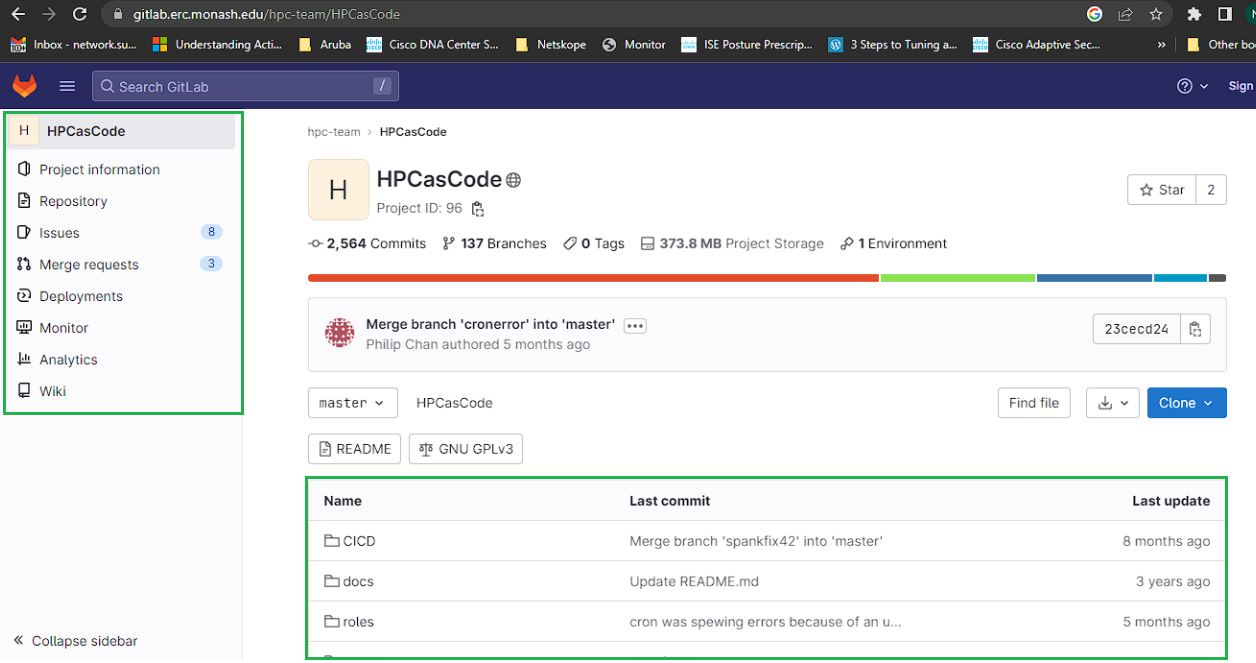 gitlab.erc.monash.edu/hpc-team/HPCasCode
Inbox - network.su... Understanding Acti... Aruba Cisco DNA Center S... Netskope Monitor ISE Posture Prescrip... 3 Steps to Tuning a... Cisco Adaptive Sec... » Other bo
Search GitLab / Sign
H HPCasCode
Project information
Repository
Issues 8
Merge requests 3
Deployments
Monitor
Analytics
Wiki
Collapse sidebar
hpc-team › HPCasCode
H
HPCasCode
Project ID: 96
Star 2
2,564 Commits 137 Branches 0 Tags 373.8 MB Project Storage 1 Environment
Merge branch 'cronerror' into 'master' •••
Philip Chan authored 5 months ago
23cecd24
master HPCasCode Find file Clone
README GNU GPLv3
Name Last commit Last update
CICD Merge branch 'spankfix42' into 'master' 8 months ago
docs Update README.md 3 years ago
roles cron was spewing errors because of an u... 5 months ago